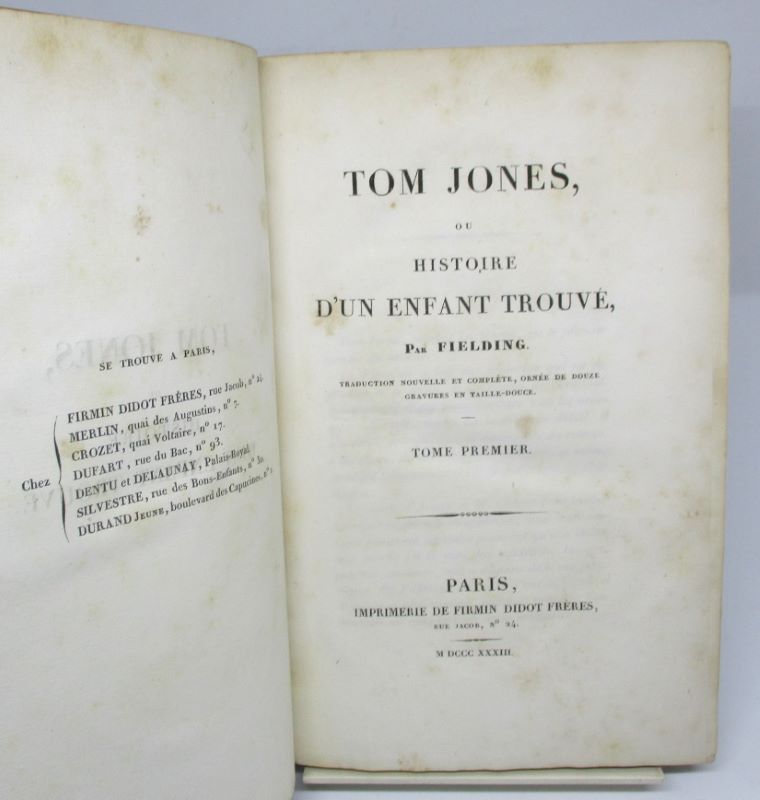 SE TROUVE A PARIS,
Chez
FIRMIN DIDOT FRÈRES, rue Jacob, n° 24.
MERLIN, quai des Augustins, n° 7.
CROZET, quai Voltaire, n° 17.
DUFART, rue du Bac, n° 93.
DENTU et DELAUNAY, Palais-Royal
SILVESTRE, rue des Bons-Enfants, n° 30.
DURAND JEUNE, boulevard des Capucines, n°
TOM JONES,
OU
HISTOIRE
D'UN ENFANT TROUVÉ,
PAR FIELDING.
TRADUCTION NOUVELLE ET COMPLÈTE, ORNÉE DE DOUZE
GRAVURES EN TAILLE-DOUCE.
TOME PREMIER.
PARIS,
IMPRIMERIE DE FIRMIN DIDOT FRÈRES,
RUE JACOB, N° 24.
M DCCC XXXIII.